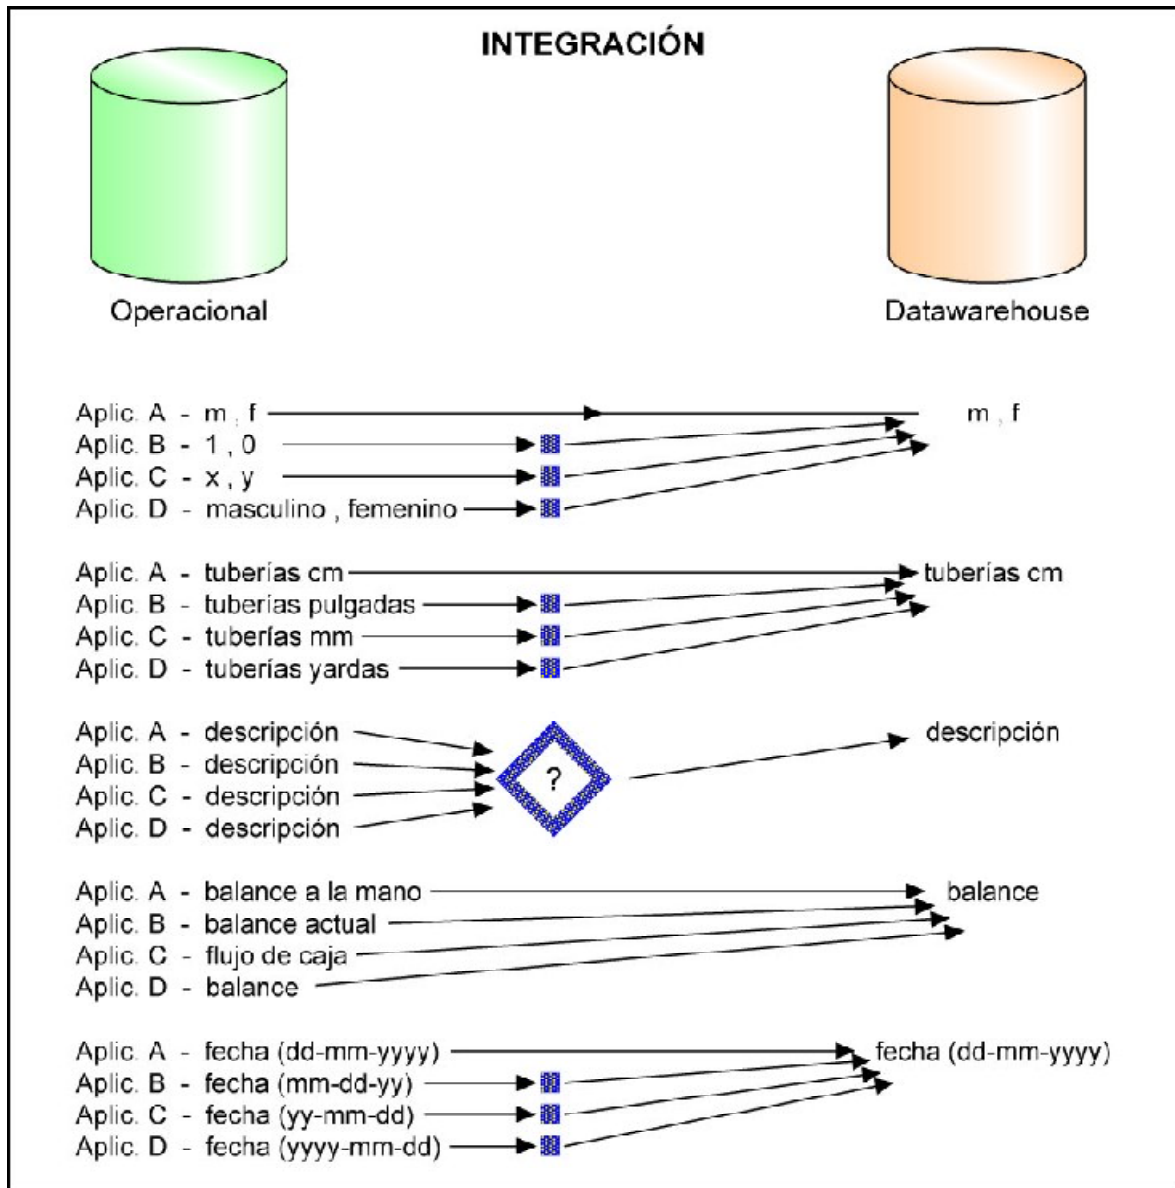 INTEGRACIÓN
Operacional
Datawarehouse
Aplic. A - m , f
m , f
Aplic. B - 1 , 0
Aplic. C - x , y
Aplic. D - masculino , femenino
Aplic. A - tuberías cm
tuberías cm
Aplic. B - tuberías pulgadas
Aplic. C - tuberías mm
Aplic. D - tuberías yardas
Aplic. A - descripción
descripción
Aplic. B - descripción
?
Aplic. C - descripción
Aplic. D - descripción
Aplic. A - balance a la mano
balance
Aplic. B - balance actual
Aplic. C - flujo de caja
Aplic. D - balance
Aplic. A - fecha (dd-mm-yyyy)
fecha (dd-mm-yyyy)
Aplic. B - fecha (mm-dd-yy)
Aplic. C - fecha (yy-mm-dd)
Aplic. D - fecha (yyyy-mm-dd)